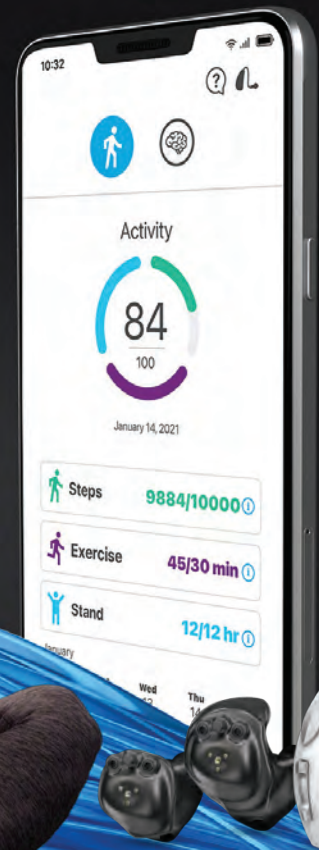 10:32
?
Activity
84
100
January 14, 2021
Steps 9884/10000
Exercise 45/30 min
Stand 12/12 hr
January
Wed Thu